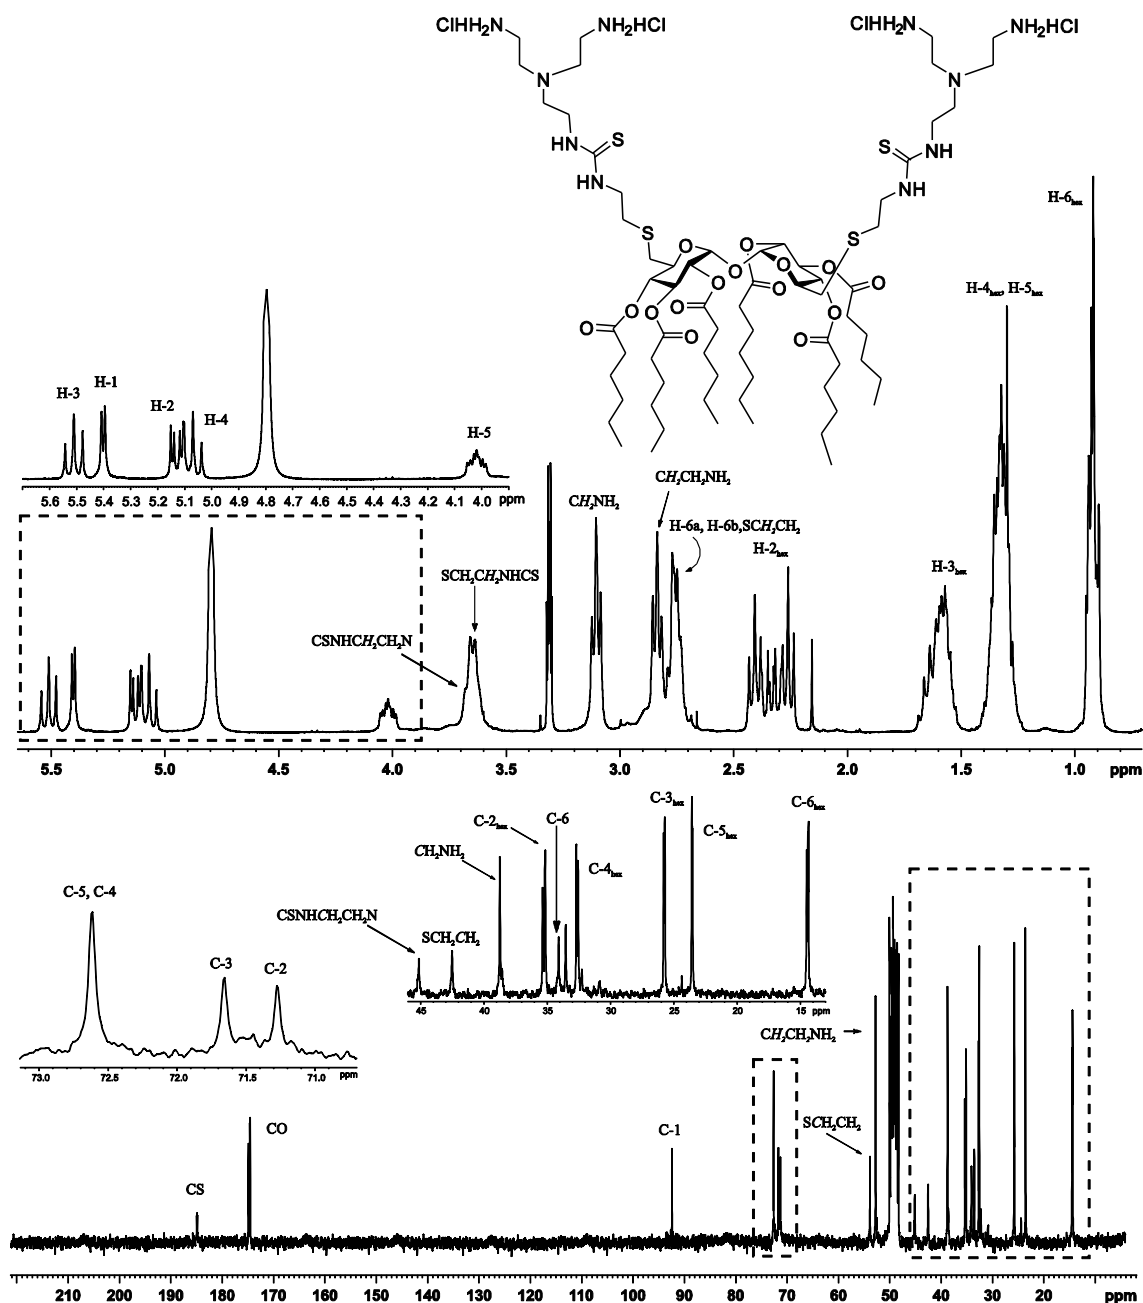 ClHH2N NH2HCl ClHH2N NH2HCl
N N
HN S S NH
HN NH
S S
O O O
O O O O O
O O O O O
O O O
H-6hex
H-4hex, H-5hex
H-3 H-1 H-2 H-4 H-5
5.6 5.5 5.4 5.3 5.2 5.1 5.0 4.9 4.8 4.7 4.6 4.5 4.4 4.3 4.2 4.1 4.0 ppm
CH2CH2NH2
CH2NH2
H-6a, H-6b,SCH2CH2
H-2hex
H-3hex
SCH2CH2NHCS
CSNHCH2CH2N
5.5 5.0 4.5 4.0 3.5 3.0 2.5 2.0 1.5 1.0 ppm
C-3hex C-6hex
C-2hex C-6 C-5hex
CH2NH2 C-4hex
C-5, C-4
CSNHCH2CH2N
SCH2CH2
C-3 C-2
45 40 35 30 25 20 15 ppm
CH2CH2NH2
73.0 72.5 72.0 71.5 71.0 ppm
SCH2CH2
CO C-1
CS
210 200 190 180 170 160 150 140 130 120 110 100 90 80 70 60 50 40 30 20 ppm